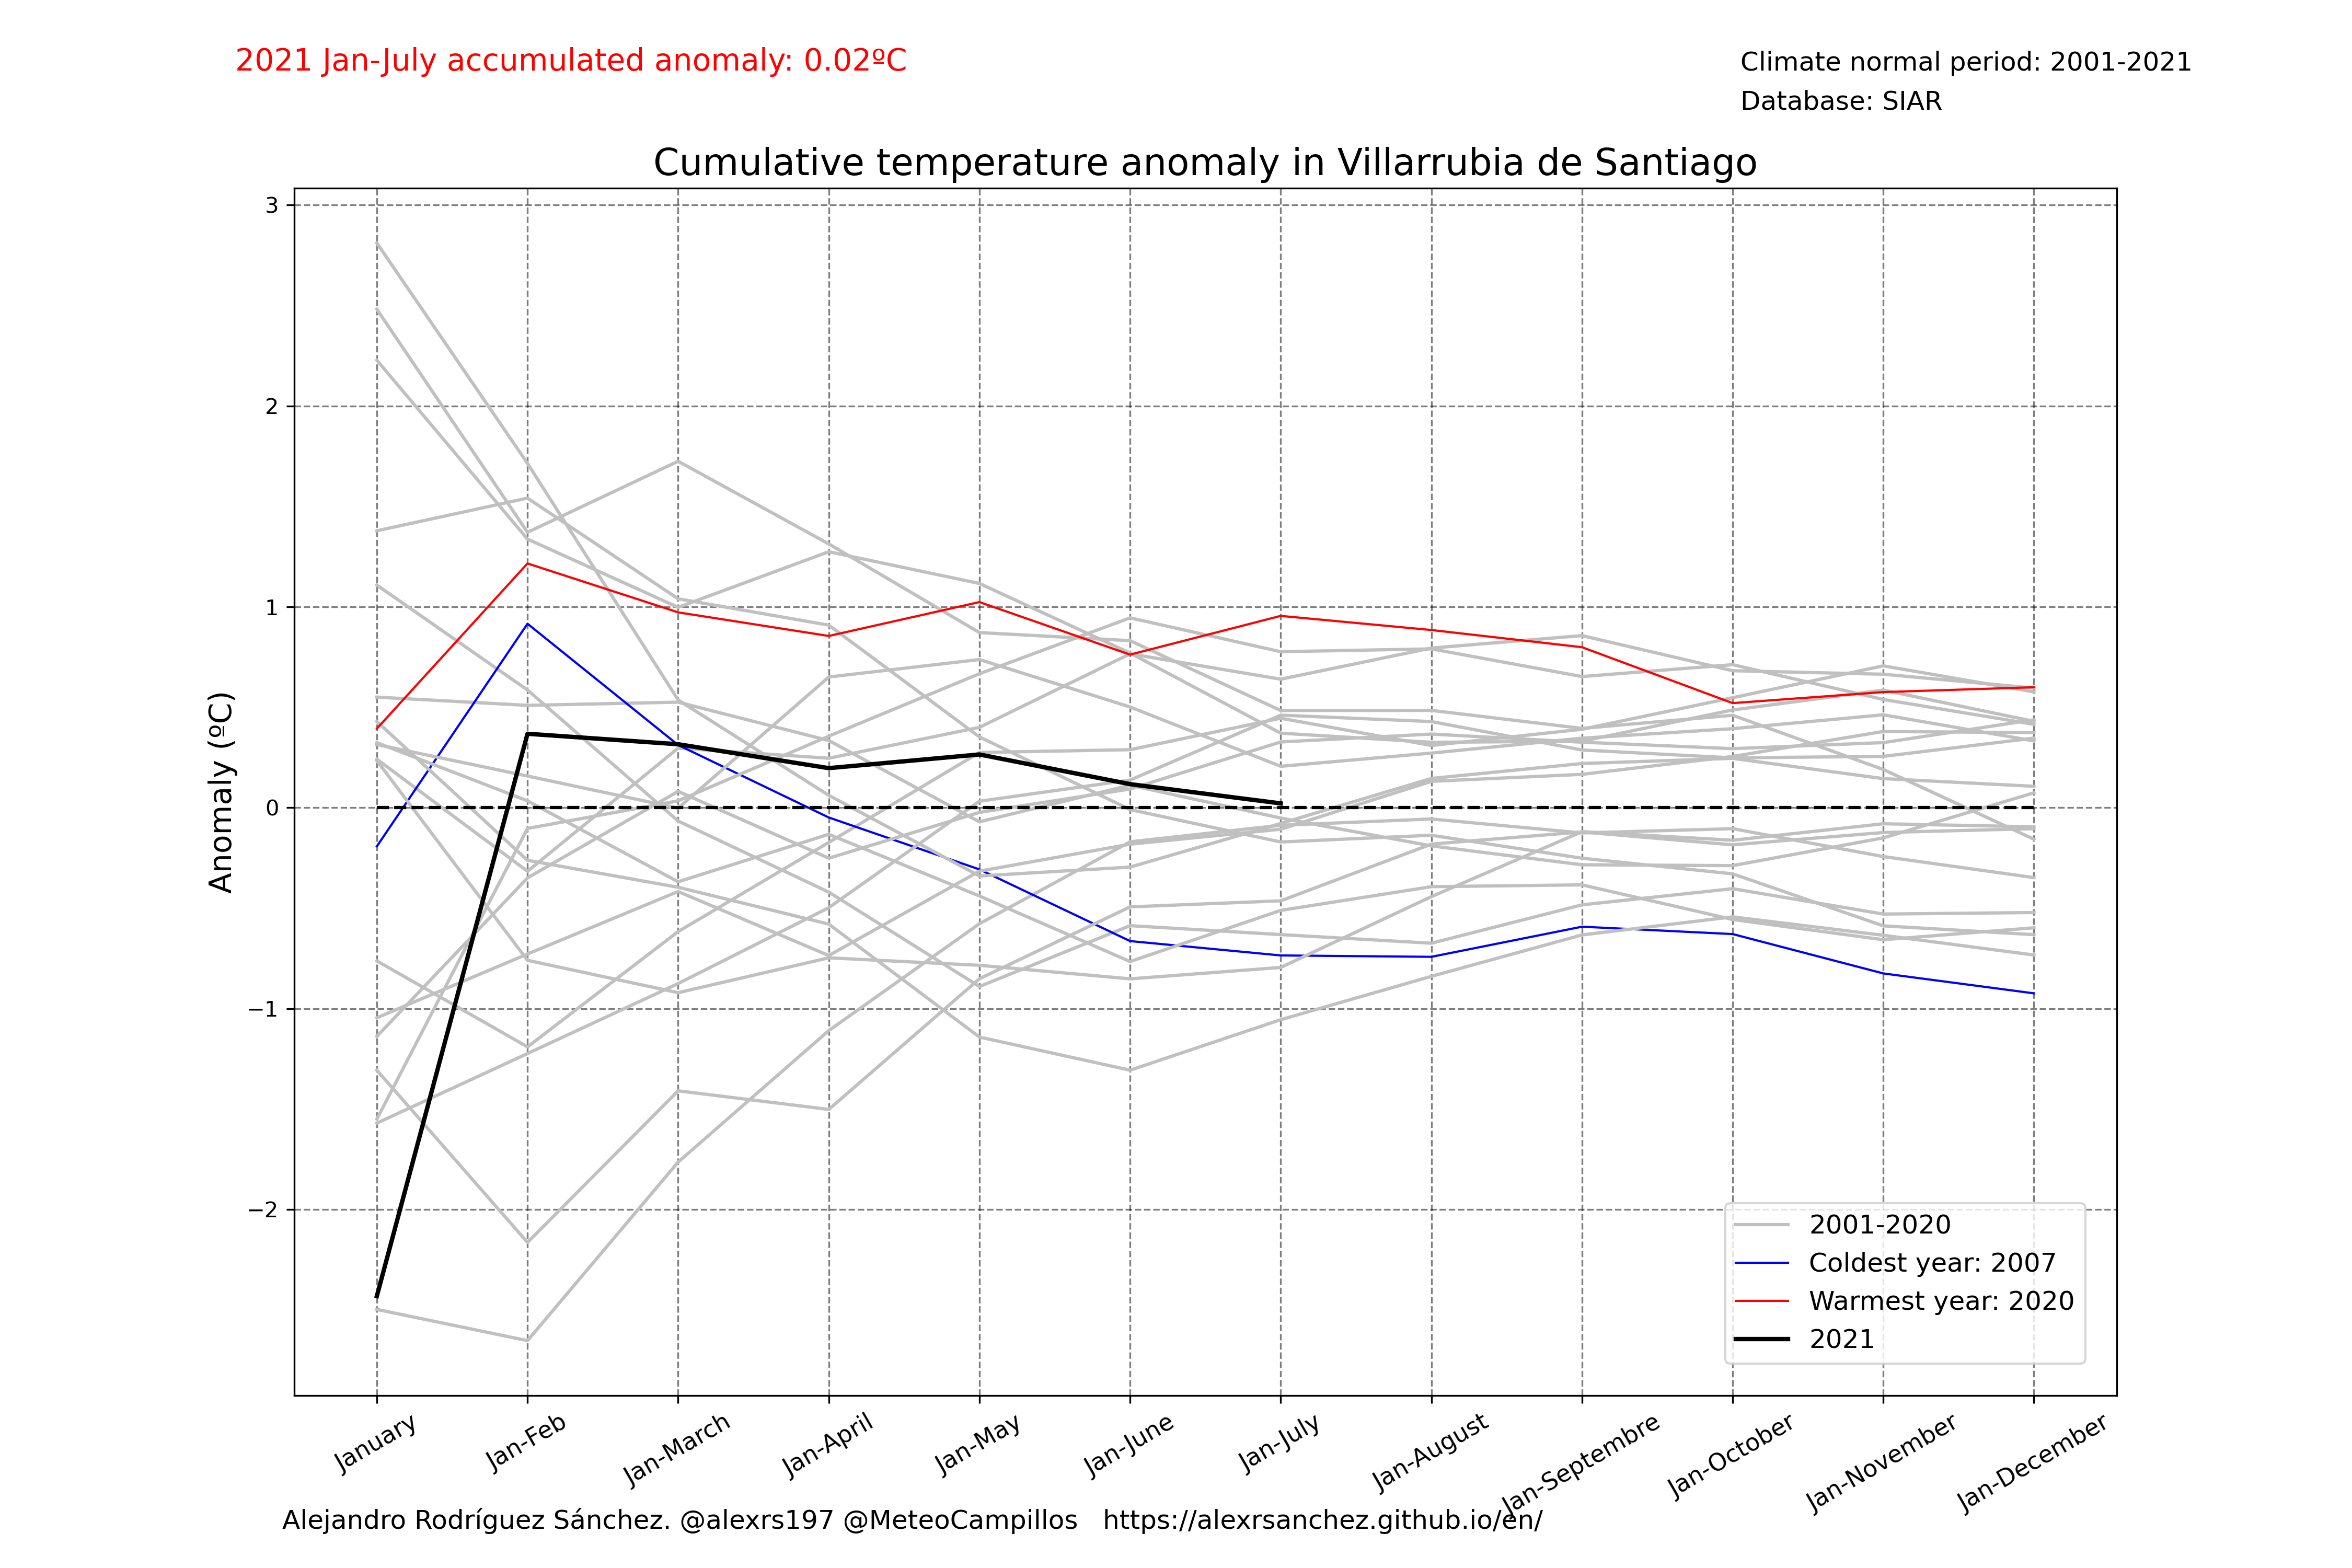 2021 Jan-July accumulated anomaly: 0.02ºC
Climate normal period: 2001-2021
Database: SIAR
Cumulative temperature anomaly in Villarrubia de Santiago
Anomaly (ºC)
3
2
1
0
−1
−2
2001-2020
Coldest year: 2007
Warmest year: 2020
2021
January
Jan-Feb
Jan-March
Jan-April
Jan-May
Jan-June
Jan-July
Jan-August
Jan-Septembre
Jan-October
Jan-November
Jan-December
Alejandro Rodríguez Sánchez. @alexrs197 @MeteoCampillos https://alexrsanchez.github.io/en/